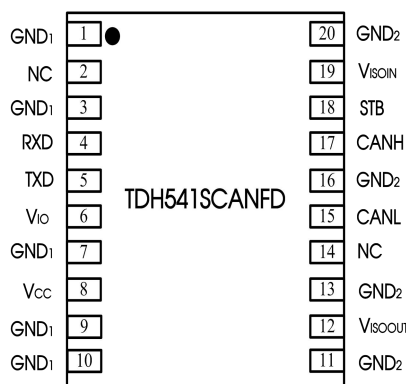 GND1 1 20 GND2
NC 2 19 VISOIN
GND1 3 18 STB
RXD 4 17 CANH
TXD 5 16 GND2
TDH541SCANFD
VIO 6 15 CANL
GND1 7 14 NC
VCC 8 13 GND2
GND1 9 12 VISOOUT
GND1 10 11 GND2